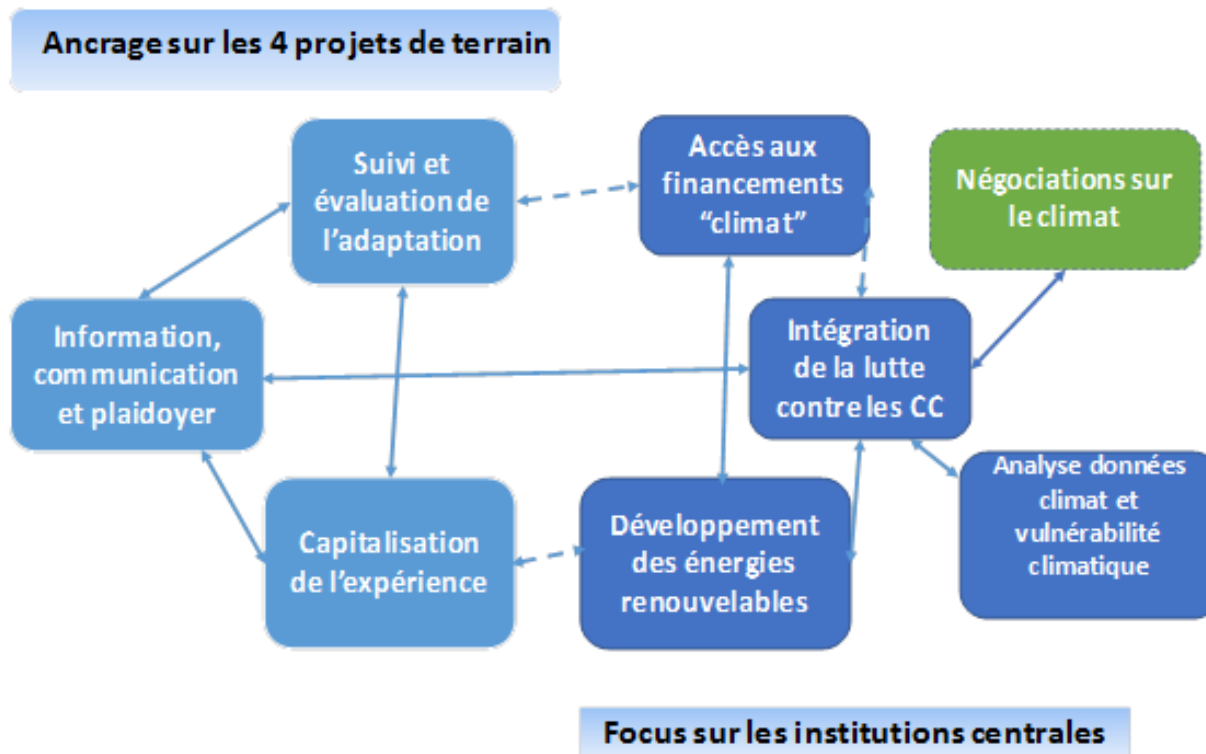 Ancrage sur les 4 projets de terrain
Suivi et
évaluation de
l'adaptation
Accès aux
financements
“climat”
Négociations sur
le climat
Information,
communication
et plaidoyer
Intégration
de la lutte
contre les CC
Capitalisation
de l'expérience
Développement
des énergies
renouvelables
Analyse données
climat et
vulnérabilité
climatique
Focus sur les institutions centrales